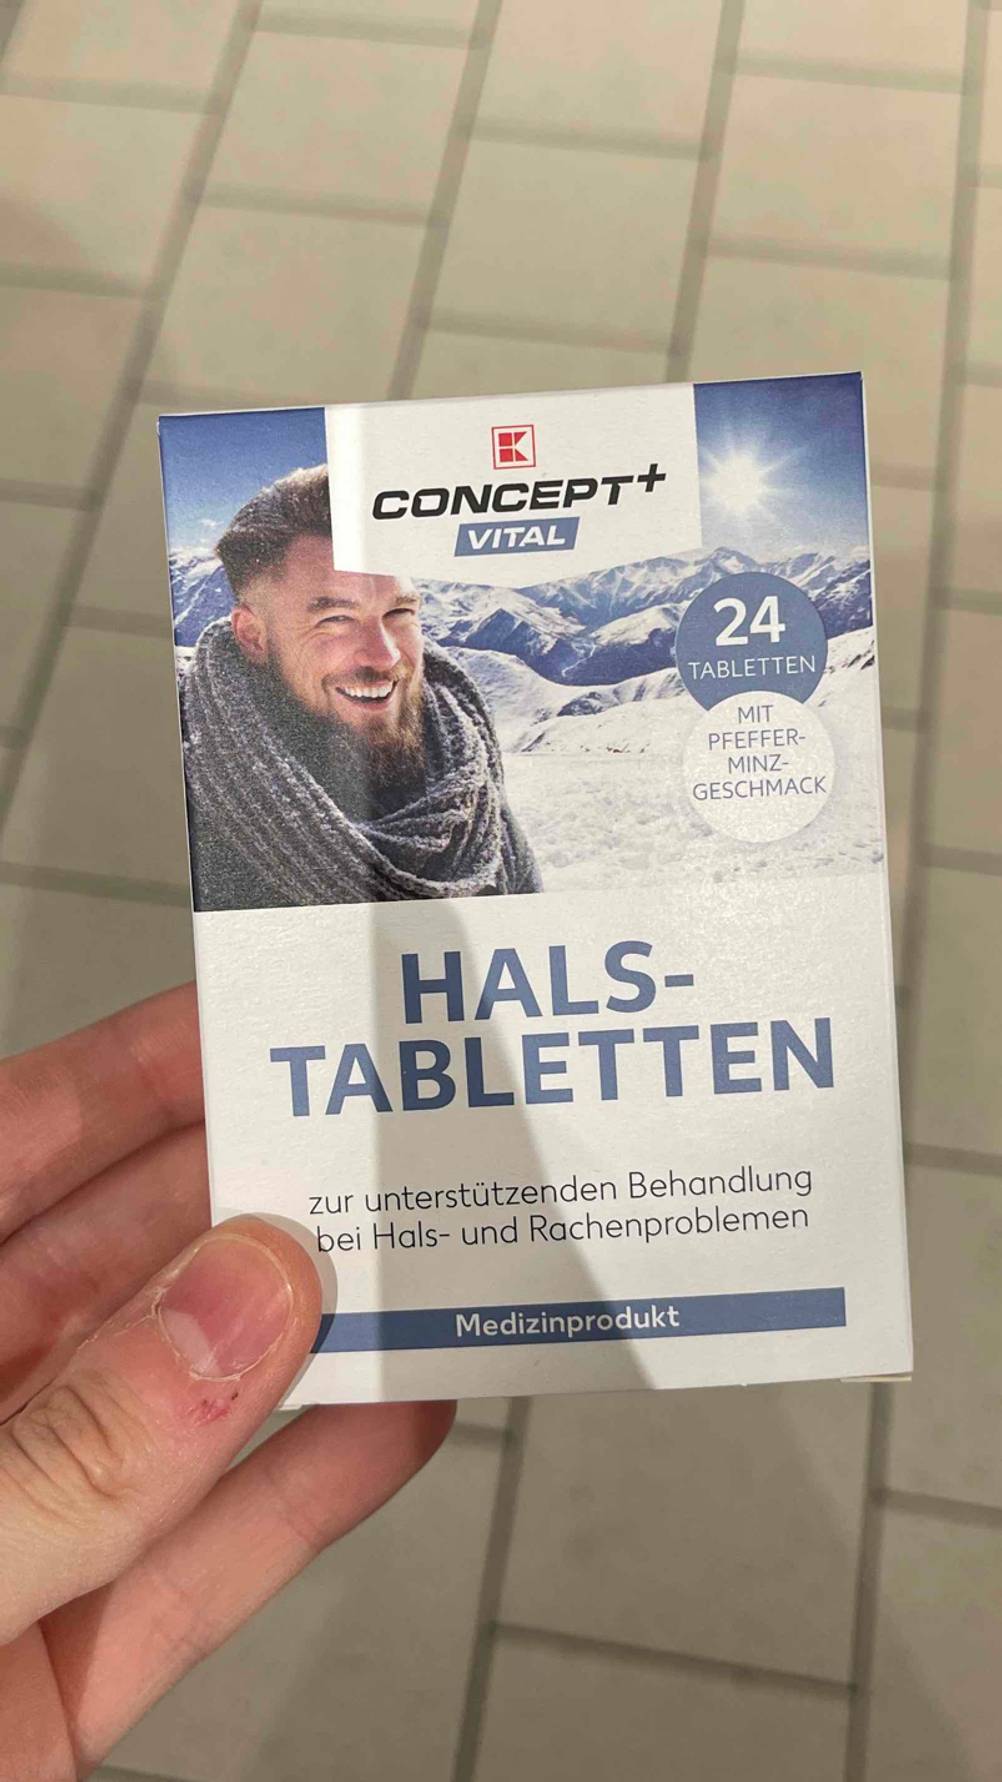 K
CONCEPT+
VITAL
24
TABLETTEN
MIT
PFEFFER-
MINZ-
GESCHMACK
HALS-
TABLETTEN
zur unterstützenden Behandlung
bei Hals- und Rachenproblemen
Medizinprodukt